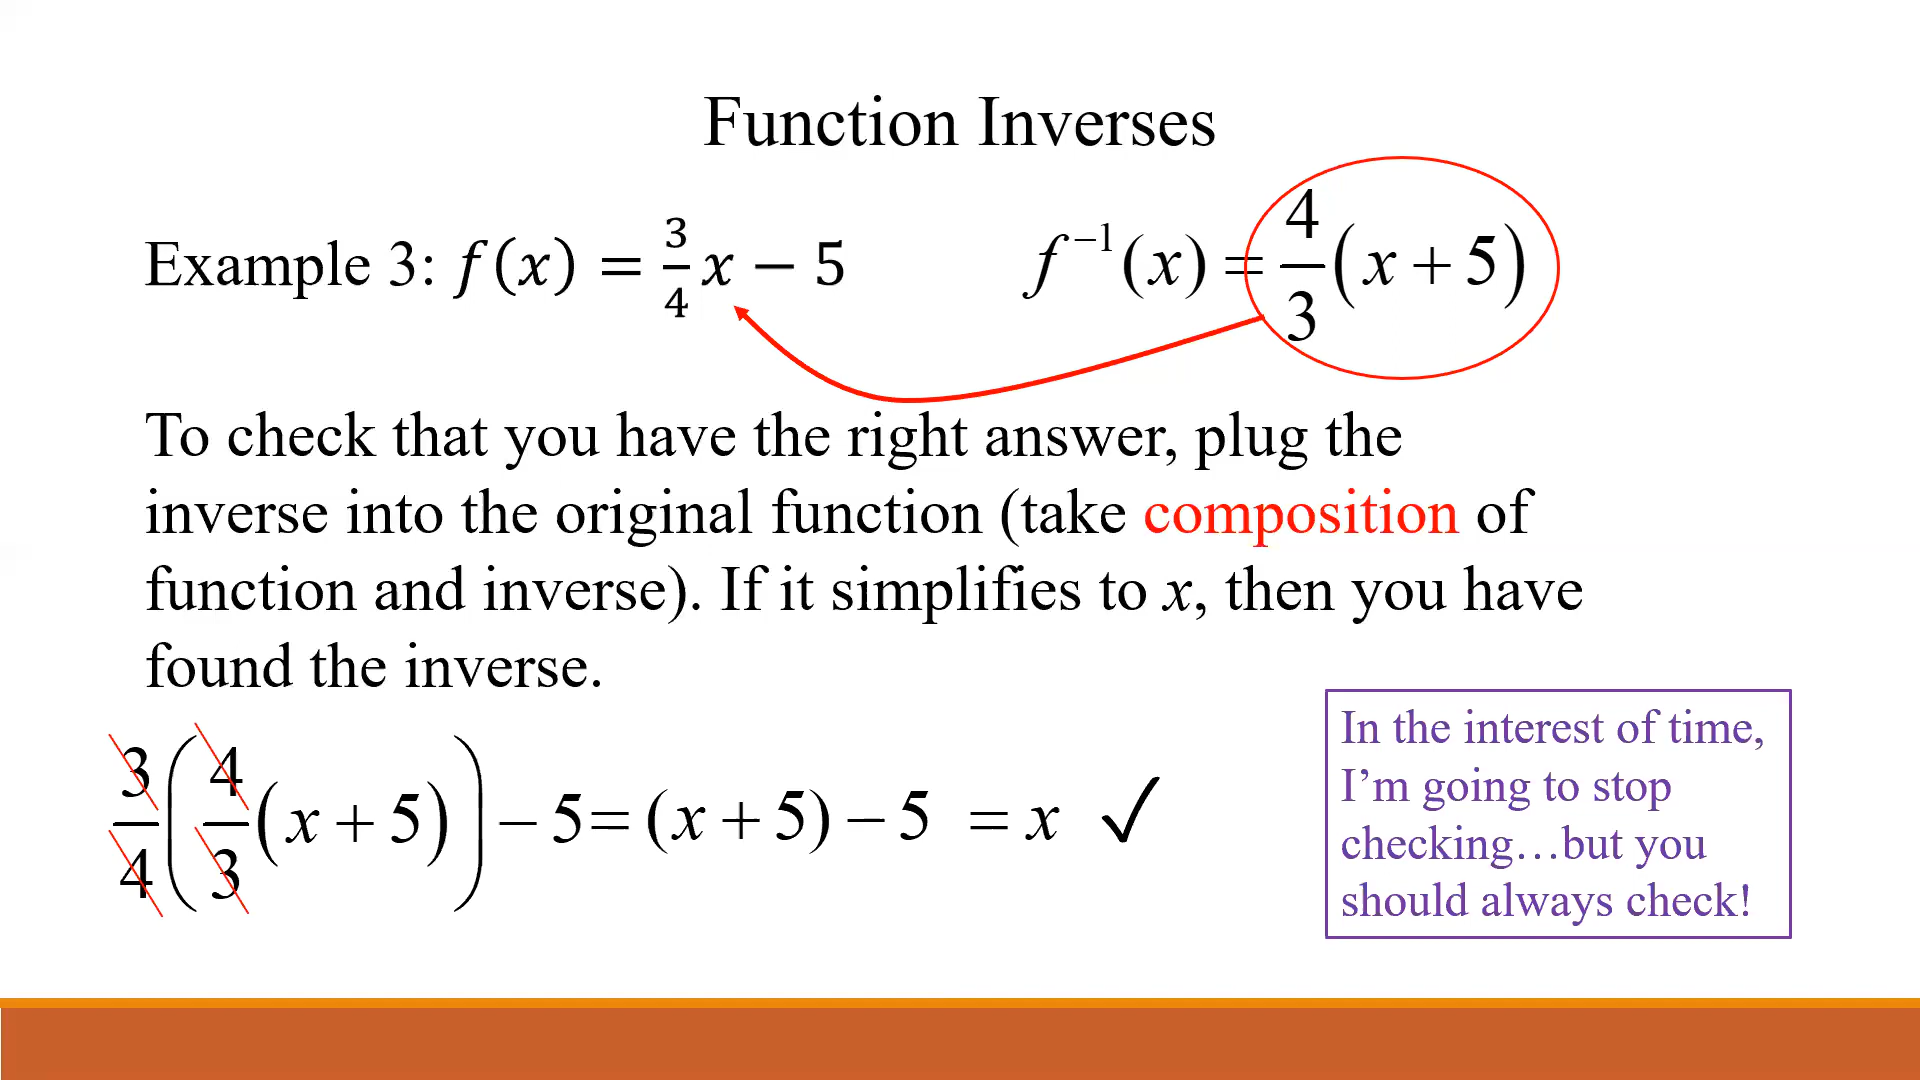 Function Inverses
Example 3: f(x) = 3/4 x − 5    f⁻¹(x) = 4/3 (x + 5)
To check that you have the right answer, plug the
inverse into the original function (take composition of
function and inverse). If it simplifies to x, then you have
found the inverse.
3/4 (4/3 (x + 5)) − 5 = (x + 5) − 5 = x ✓
In the interest of time,
I’m going to stop
checking…but you
should always check!